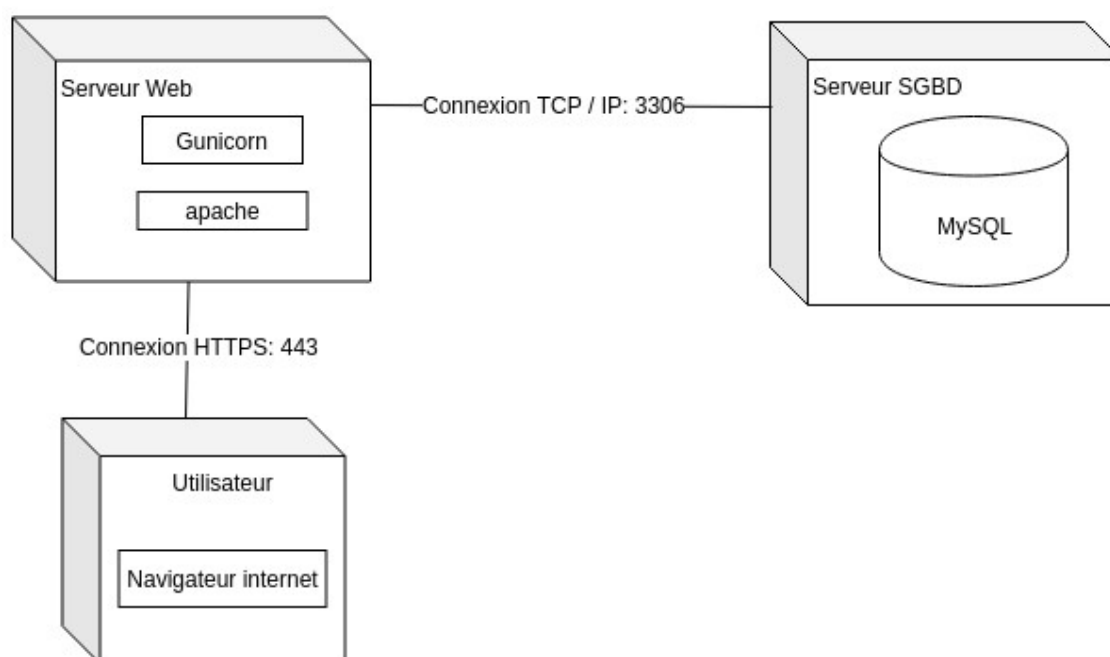 Serveur Web
Gunicorn
apache
Connexion TCP / IP: 3306
Serveur SGBD
MySQL
Connexion HTTPS: 443
Utilisateur
Navigateur internet